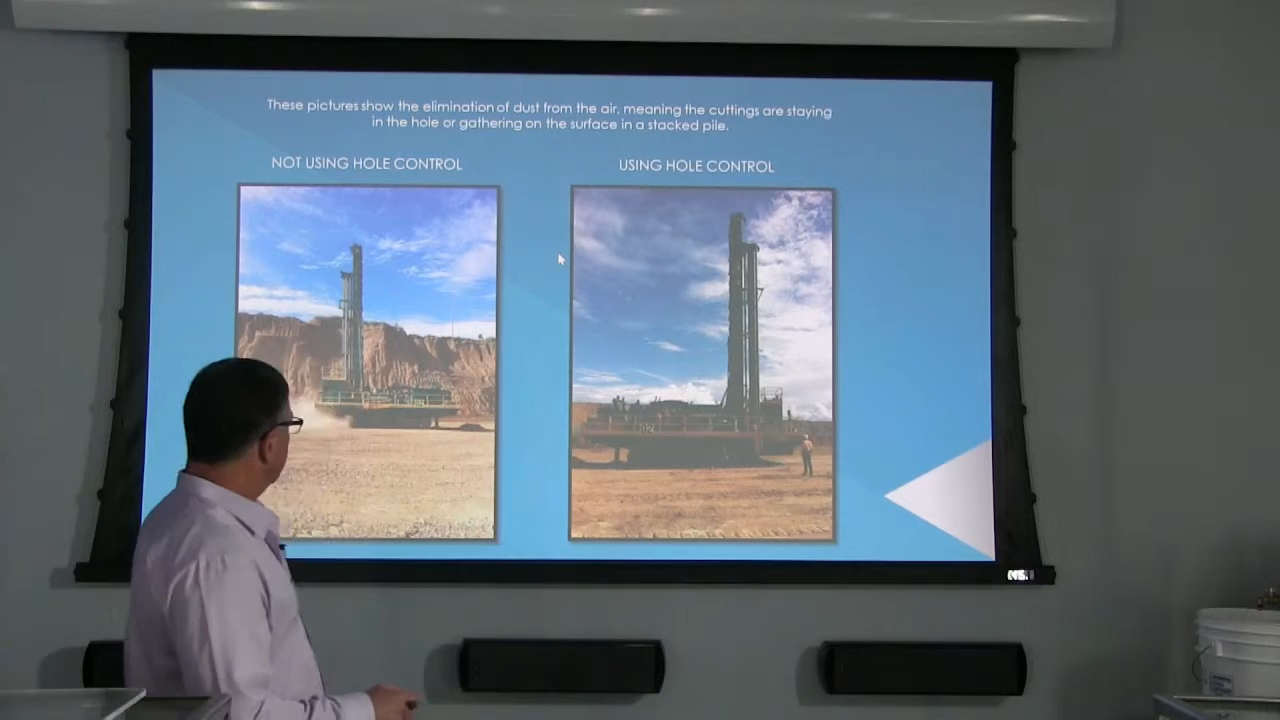 These pictures show the elimination of dust from the air, meaning the cuttings are staying
in the hole or gathering on the surface in a stacked pile.
NOT USING HOLE CONTROL
USING HOLE CONTROL